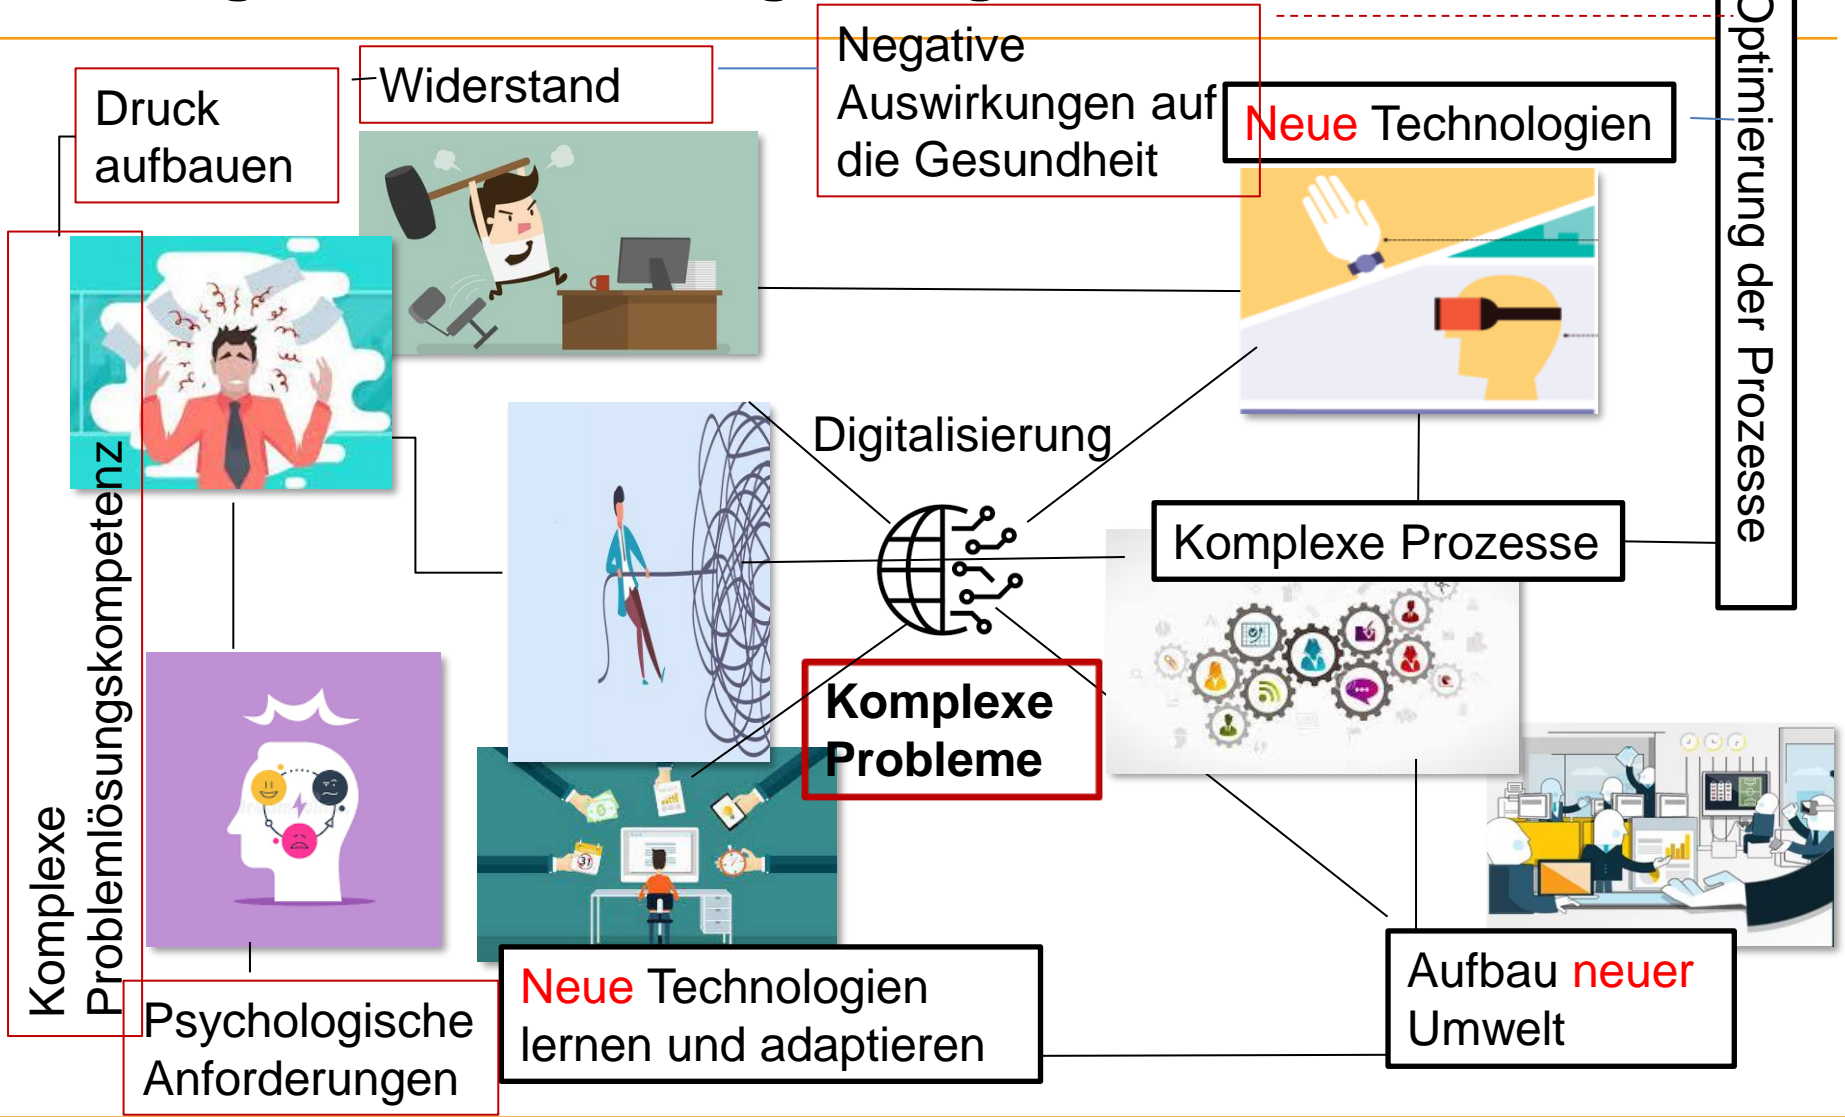 Druck
aufbauen
Widerstand
Negative
Auswirkungen auf
die Gesundheit
Neue Technologien
Optimierung der Prozesse
Digitalisierung
Komplexe Prozesse
Komplexe
Probleme
Komplexe
Problemlösungskompetenz
31
Psychologische
Anforderungen
Neue Technologien
lernen und adaptieren
Aufbau neuer
Umwelt